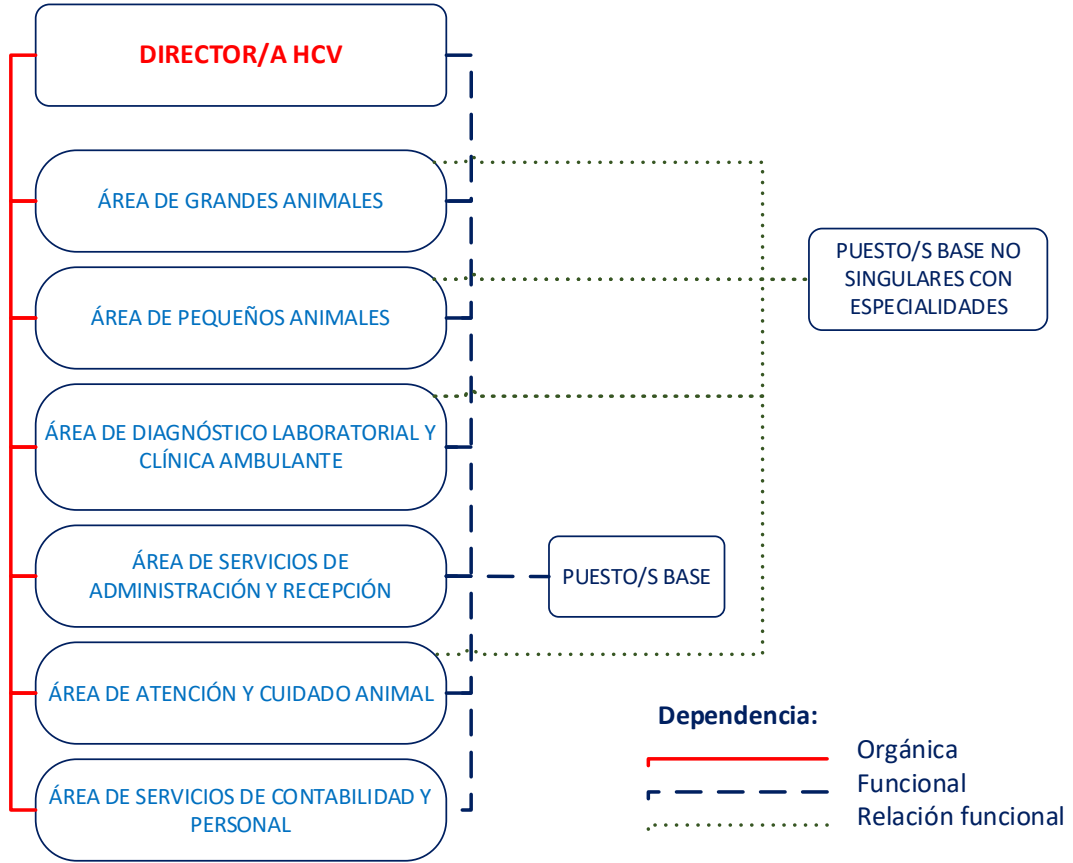 DIRECTOR/A HCV
ÁREA DE GRANDES ANIMALES
PUESTO/S BASE NO
SINGULARES CON
ESPECIALIDADES
ÁREA DE PEQUEÑOS ANIMALES
ÁREA DE DIAGNÓSTICO LABORATORIAL Y
CLÍNICA AMBULANTE
ÁREA DE SERVICIOS DE
ADMINISTRACIÓN Y RECEPCIÓN
PUESTO/S BASE
ÁREA DE ATENCIÓN Y CUIDADO ANIMAL
ÁREA DE SERVICIOS DE CONTABILIDAD Y
PERSONAL
Dependencia:
Orgánica
Funcional
Relación funcional